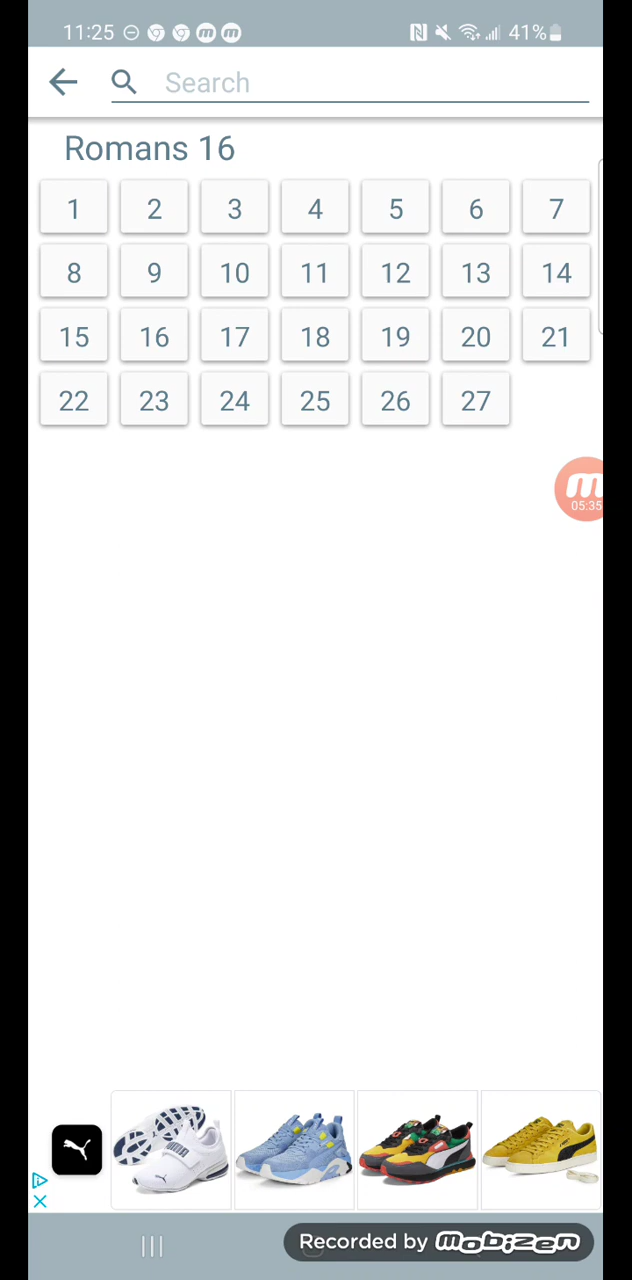 11:25 41%
Search
Romans 16
1 2 3 4 5 6 7
8 9 10 11 12 13 14
15 16 17 18 19 20 21
22 23 24 25 26 27
m
05:35
Recorded by mobizen